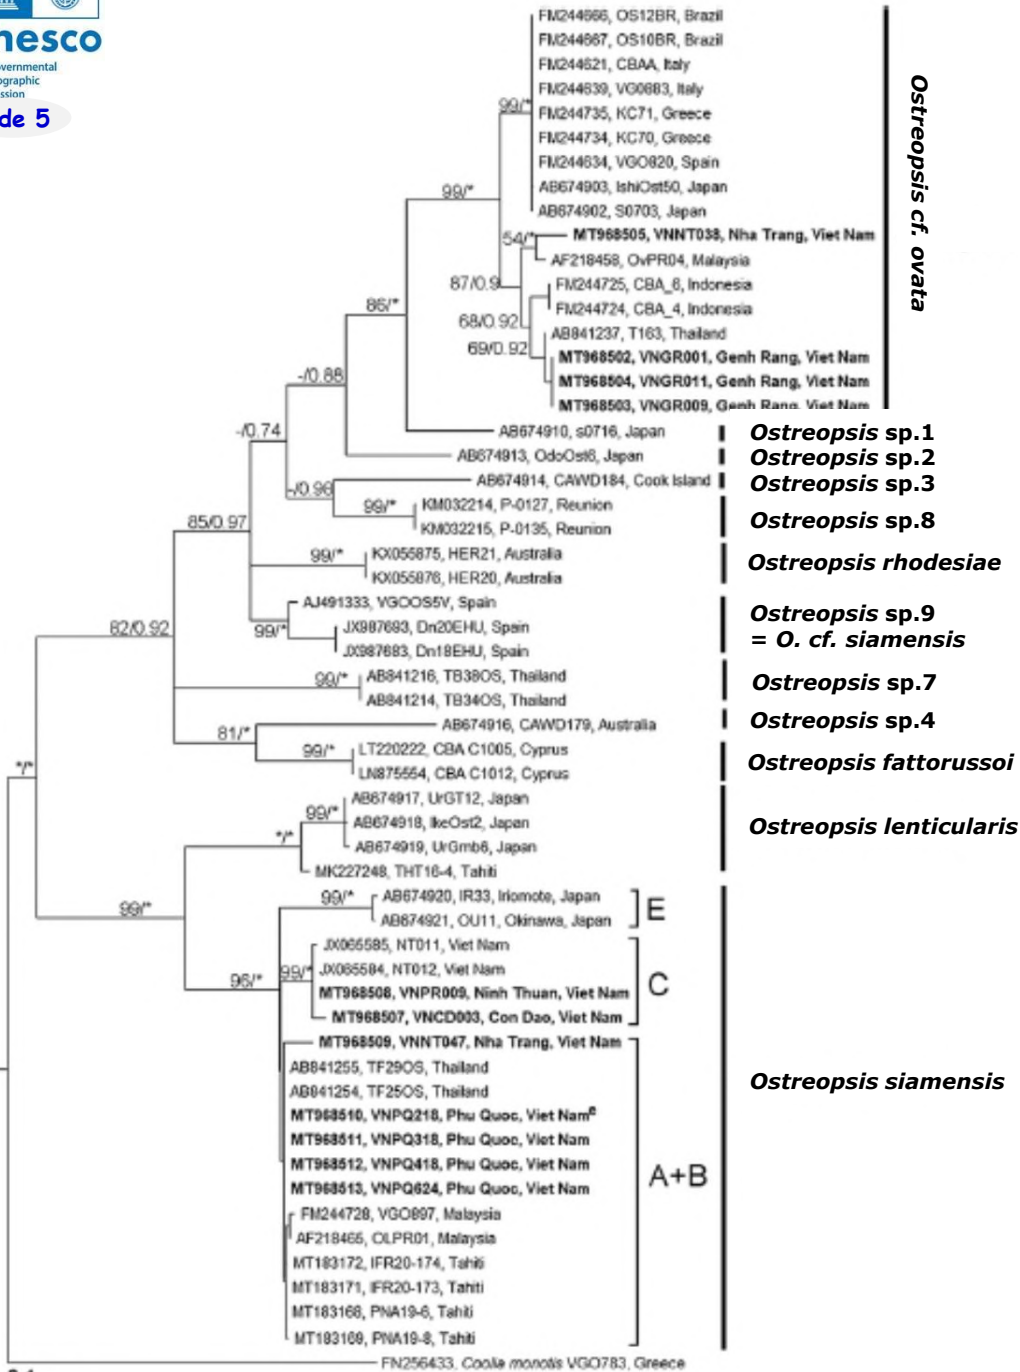 nesco
vernmental
ographic
ssion
de 5
FM244666, OS12BR, Brazil
FM244667, OS10BR, Brazil
FM244621, CBAA, Italy
FM244639, VG0883, Italy
FM244735, KC71, Greece
FM244734, KC70, Greece
FM244634, VGO820, Spain
AB674903, IshiOst50, Japan
AB674902, S0703, Japan
MT968505, VNNT038, Nha Trang, Viet Nam
AF218458, OvPR04, Malaysia
FM244725, CBA_6, Indonesia
FM244724, CBA_4, Indonesia
AB841237, T163, Thailand
MT968502, VNGR001, Genh Rang, Viet Nam
MT968504, VNGR011, Genh Rang, Viet Nam
MT968503, VNGR009, Genh Rang, Viet Nam
Ostreopsis cf. ovata
99/*
99/*
54/*
87/0.9
68/0.92
69/0.92
86/*
-/0.88
-/0.74
AB674910, s0716, Japan
Ostreopsis sp.1
AB674913, OdoOst6, Japan
Ostreopsis sp.2
AB674914, CAWD184, Cook Island
Ostreopsis sp.3
-/0.96
99/*
KM032214, P-0127, Reunion
KM032215, P-0135, Reunion
Ostreopsis sp.8
85/0.97
99/*
KX055875, HER21, Australia
KX055876, HER20, Australia
Ostreopsis rhodesiae
AJ491333, VGOOS5V, Spain
JX987683, Dn20EHU, Spain
JX987683, Dn18EHU, Spain
99/*
Ostreopsis sp.9
= O. cf. siamensis
82/0.92
99/*
AB841216, TB38OS, Thailand
AB841214, TB34OS, Thailand
Ostreopsis sp.7
81/*
AB674916, CAWD179, Australia
Ostreopsis sp.4
99/*
LT220222, CBA C1005, Cyprus
LN875554, CBA C1012, Cyprus
Ostreopsis fattorussoi
*/*
AB674917, UrGT12, Japan
AB674918, IkeOst2, Japan
AB674919, UrGmb6, Japan
MK227248, THT16-4, Tahiti
99/*
*/*
Ostreopsis lenticularis
99/*
99/*
AB674920, IR33, Iriomote, Japan
AB674921, OU11, Okinawa, Japan
E
96/*
99/*
JX065585, NT011, Viet Nam
JX065584, NT012, Viet Nam
MT968508, VNPR009, Ninh Thuan, Viet Nam
MT968507, VNCD003, Con Dao, Viet Nam
C
MT968509, VNNT047, Nha Trang, Viet Nam
AB841255, TF29OS, Thailand
AB841254, TF25OS, Thailand
MT968510, VNPQ218, Phu Quoc, Viet Nam
MT968511, VNPQ318, Phu Quoc, Viet Nam
MT968512, VNPQ418, Phu Quoc, Viet Nam
MT968513, VNPQ624, Phu Quoc, Viet Nam
FM244728, VGO897, Malaysia
AF218465, OLPR01, Malaysia
MT183172, IFR20-174, Tahiti
MT183171, IFR20-173, Tahiti
MT183168, PNA19-6, Tahiti
MT183169, PNA19-8, Tahiti
A+B
Ostreopsis siamensis
FN256433, Coolia monotis VGO783, Greece